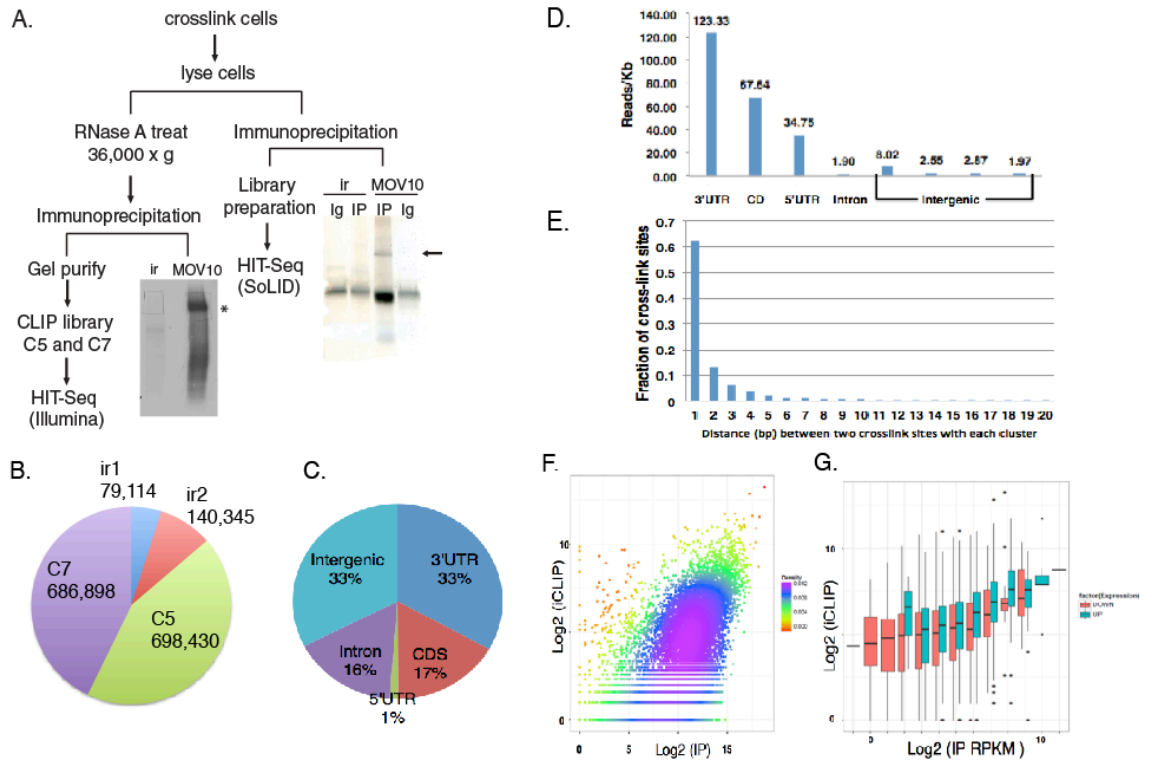 A.
crosslink cells
lyse cells
RNase A treat
36,000 x g
Immunoprecipitation
Immunoprecipitation
Gel purify
CLIP library
C5 and C7
HIT-Seq
(Illumina)
ir MOV10
*
Library
preparation
HIT-Seq
(SoLID)
ir MOV10
Ig IP IP Ig
B.
ir1
79,114
ir2
140,345
C7
686,898
C5
698,430
C.
Intergenic
33%
3'UTR
33%
Intron
16%
CDS
17%
5'UTR
1%
D.
Reads/Kb
140.00
120.00
100.00
80.00
60.00
40.00
20.00
0.00
123.33
67.64
34.75
1.90
8.02
2.55
2.87
1.97
3'UTR CD 5'UTR Intron Intergenic
E.
Fraction of cross-link sites
0.7
0.6
0.5
0.4
0.3
0.2
0.1
0
1 2 3 4 5 6 7 8 9 10 11 12 13 14 15 16 17 18 19 20
Distance (bp) between two crosslink sites with each cluster
F.
Log2 (iCLIP)
10
0
0 5 15
Log2 (IP)
Density
G.
Log2 (iCLIP)
10
10
Log2 (IP RPKM )
factor(Expression)
DOWN
UP